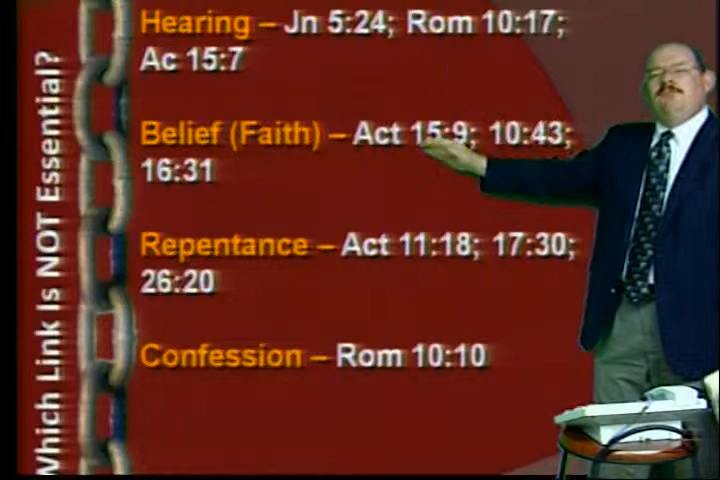 Which Link Is NOT Essential?
Hearing – Jn 5:24; Rom 10:17;
Ac 15:7
Belief (Faith) – Act 15:9; 10:43;
16:31
Repentance – Act 11:18; 17:30;
26:20
Confession – Rom 10:10